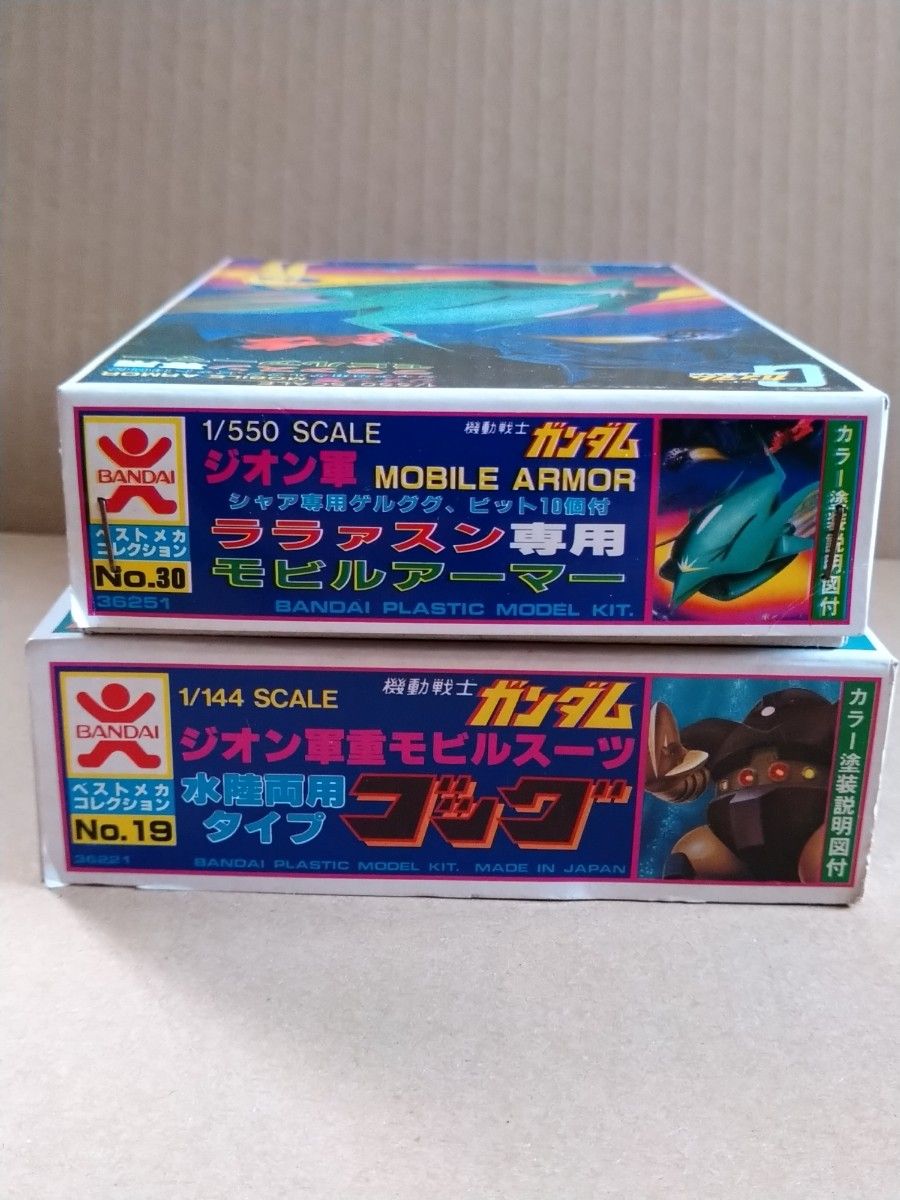 BANDAI
ベストメカ
コレクション
No.30
36251
1/550 SCALE
機動戦士 ガンダム
ジオン軍 MOBILE ARMOR
シャア専用ゲルググ、ビット10個付
ララァスン専用
モビルアーマー
BANDAI PLASTIC MODEL KIT.
カラー塗装説明図付
BANDAI
ベストメカ
コレクション
No.19
36221
1/144 SCALE
機動戦士 ガンダム
ジオン軍重モビルスーツ
水陸両用
タイプ
ゴッグ
BANDAI PLASTIC MODEL KIT. MADE IN JAPAN
カラー塗装説明図付